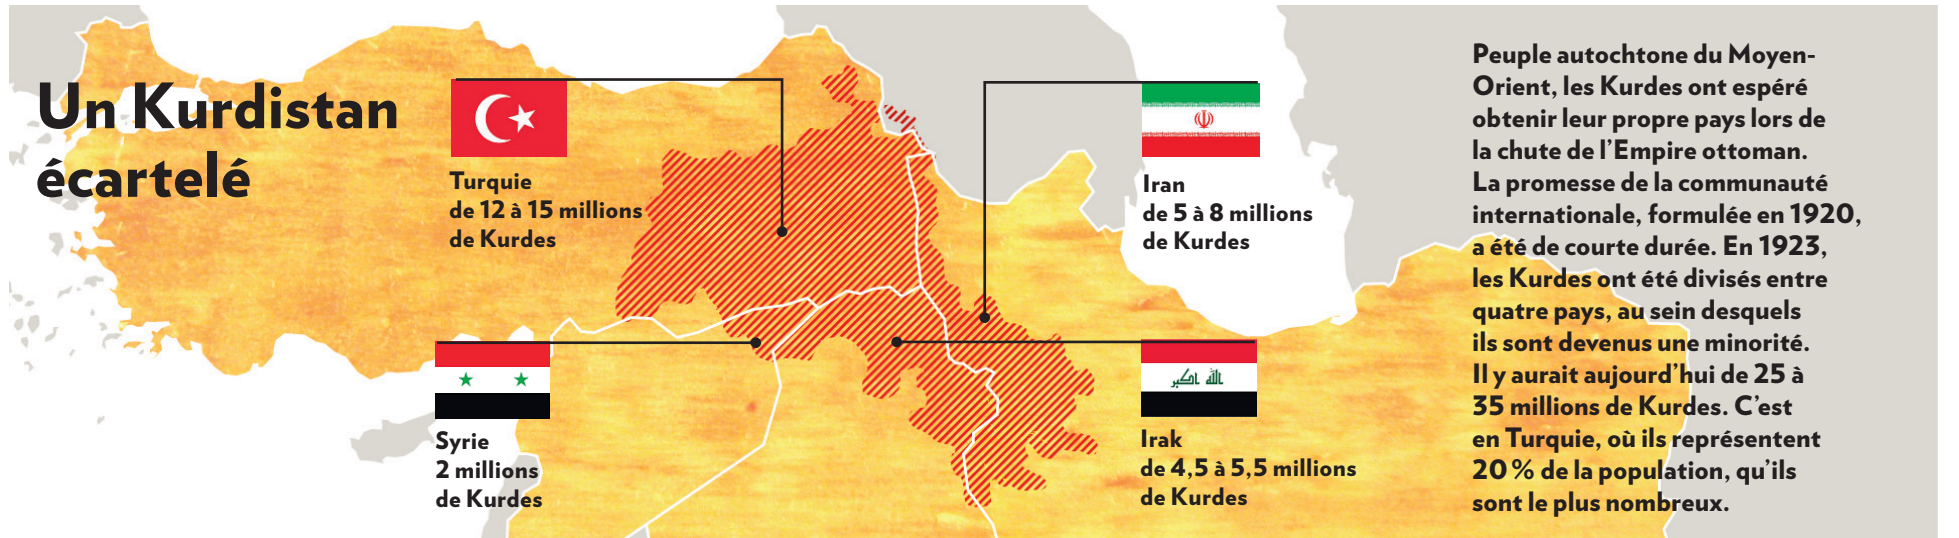 Un Kurdistan
écartelé
Turquie
de 12 à 15 millions
de Kurdes
Iran
de 5 à 8 millions
de Kurdes
Syrie
2 millions
de Kurdes
الله اكبر
Irak
de 4,5 à 5,5 millions
de Kurdes
Peuple autochtone du Moyen-
Orient, les Kurdes ont espéré
obtenir leur propre pays lors de
la chute de l’Empire ottoman.
La promesse de la communauté
internationale, formulée en 1920,
a été de courte durée. En 1923,
les Kurdes ont été divisés entre
quatre pays, au sein desquels
ils sont devenus une minorité.
Il y aurait aujourd’hui de 25 à
35 millions de Kurdes. C’est
en Turquie, où ils représentent
20 % de la population, qu’ils
sont le plus nombreux.